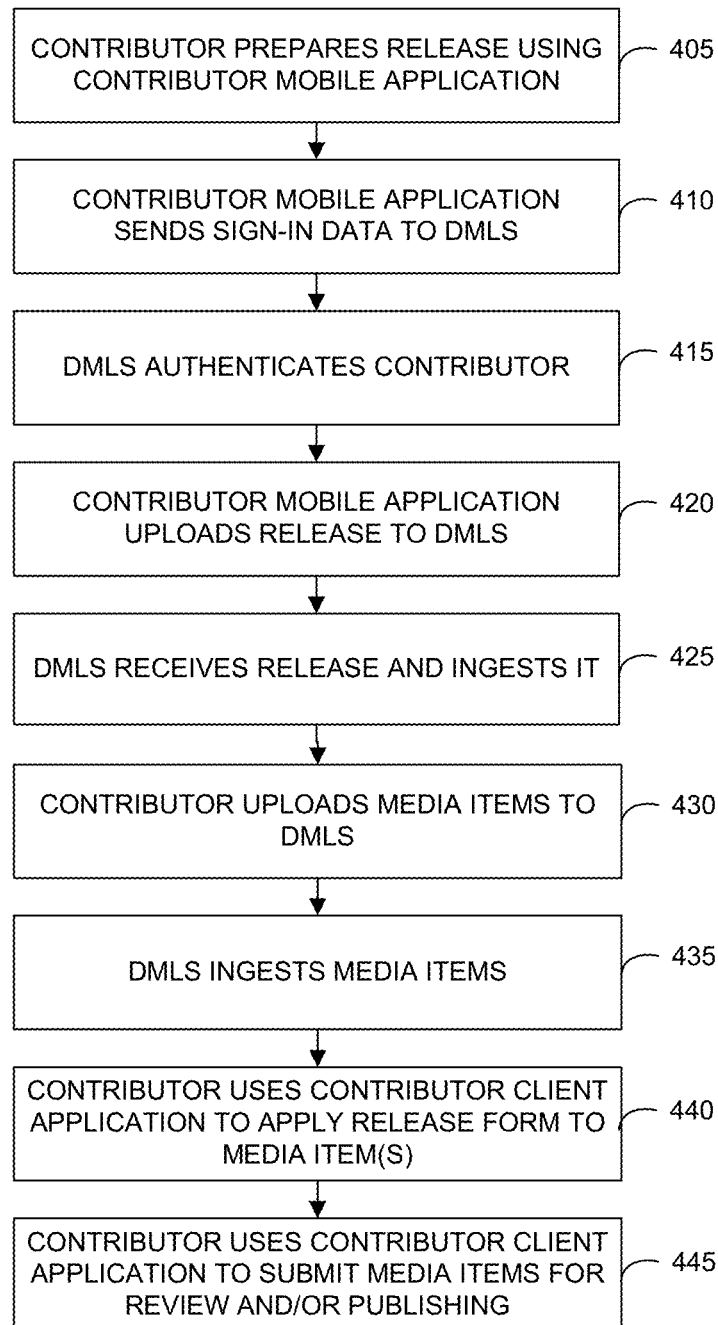 CONTRIBUTOR PREPARES RELEASE USING
CONTRIBUTOR MOBILE APPLICATION
405
CONTRIBUTOR MOBILE APPLICATION
SENDS SIGN-IN DATA TO DMLS
410
DMLS AUTHENTICATES CONTRIBUTOR
415
CONTRIBUTOR MOBILE APPLICATION
UPLOADS RELEASE TO DMLS
420
DMLS RECEIVES RELEASE AND INGESTS IT
425
CONTRIBUTOR UPLOADS MEDIA ITEMS TO
DMLS
430
DMLS INGESTS MEDIA ITEMS
435
CONTRIBUTOR USES CONTRIBUTOR CLIENT
APPLICATION TO APPLY RELEASE FORM TO
MEDIA ITEM(S)
440
CONTRIBUTOR USES CONTRIBUTOR CLIENT
APPLICATION TO SUBMIT MEDIA ITEMS FOR
REVIEW AND/OR PUBLISHING
445